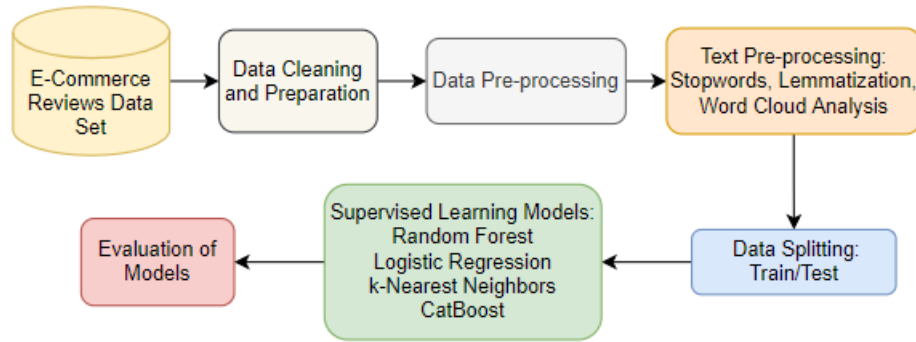 E-Commerce
Reviews Data
Set
Data Cleaning
and Preparation
Data Pre-processing
Text Pre-processing:
Stopwords, Lemmatization,
Word Cloud Analysis
Data Splitting:
Train/Test
Supervised Learning Models:
Random Forest
Logistic Regression
k-Nearest Neighbors
CatBoost
Evaluation of
Models